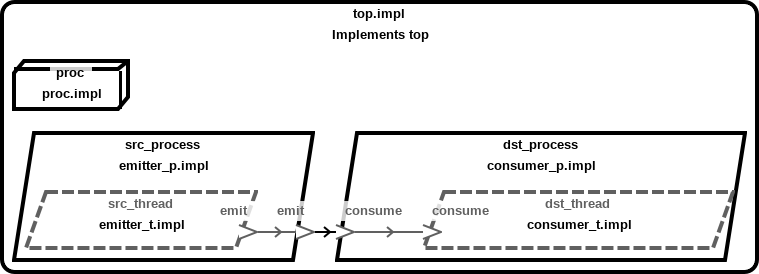 top.impl
Implements top
proc
proc.impl
src_process
emitter_p.impl
dst_process
consumer_p.impl
src_thread
emitter_t.impl
emit
emit
consume
consume
dst_thread
consumer_t.impl